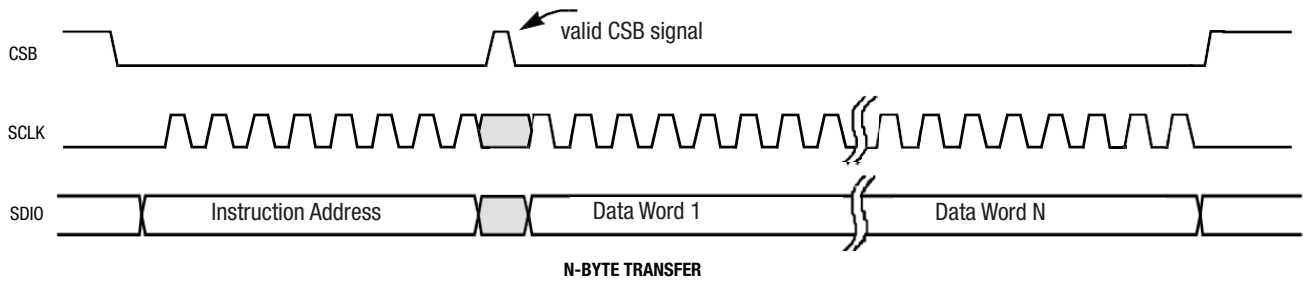 valid CSB signal
CSB
SCLK
SDIO
Instruction Address
Data Word 1
Data Word N
N-BYTE TRANSFER